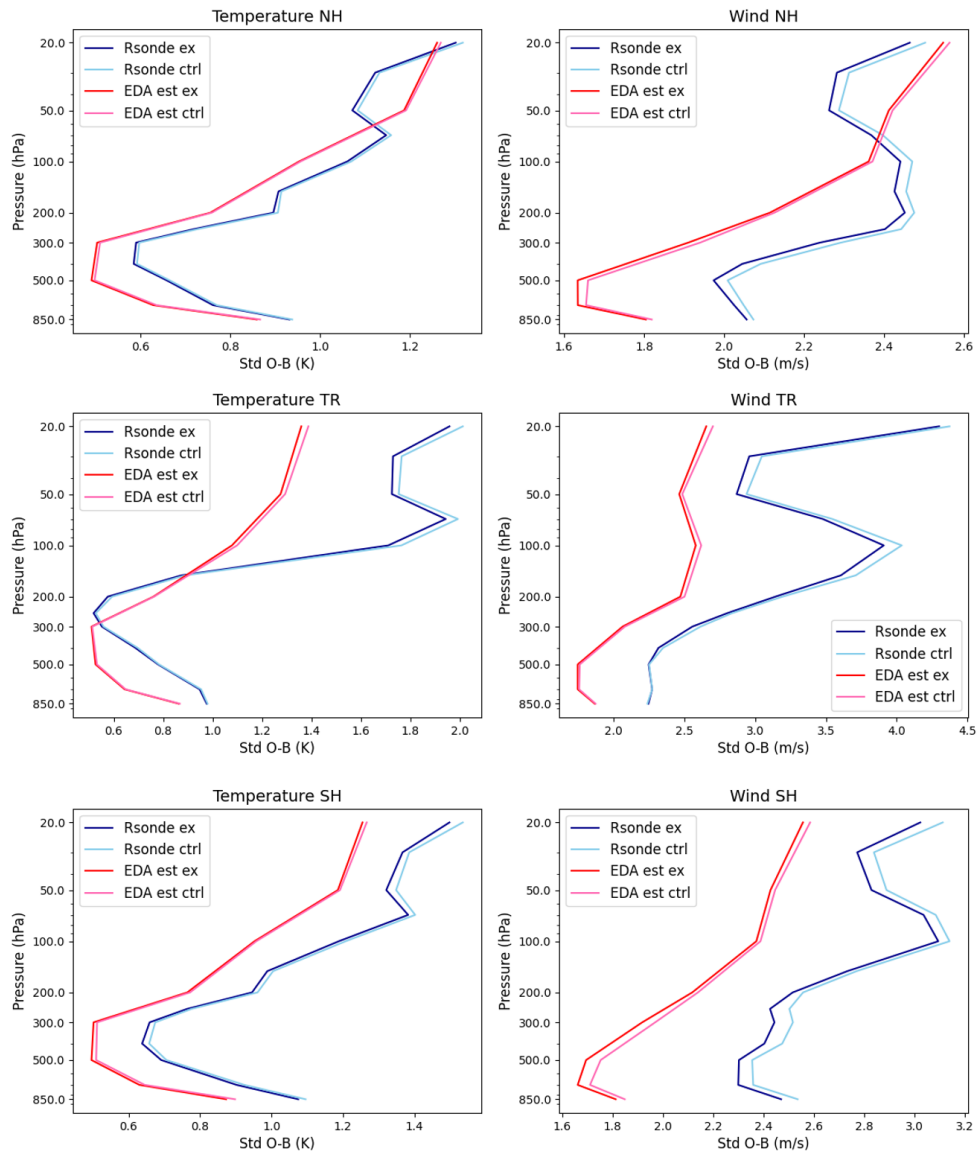 Temperature NH
Rsonde ex
Rsonde ctrl
EDA est ex
EDA est ctrl
Pressure (hPa)
20.0
50.0
100.0
200.0
300.0
500.0
850.0
0.6 0.8 1.0 1.2
Std O-B (K)
Wind NH
Rsonde ex
Rsonde ctrl
EDA est ex
EDA est ctrl
Pressure (hPa)
20.0
50.0
100.0
200.0
300.0
500.0
850.0
1.6 1.8 2.0 2.2 2.4 2.6
Std O-B (m/s)
Temperature TR
Rsonde ex
Rsonde ctrl
EDA est ex
EDA est ctrl
Pressure (hPa)
20.0
50.0
100.0
200.0
300.0
500.0
850.0
0.6 0.8 1.0 1.2 1.4 1.6 1.8 2.0
Std O-B (K)
Wind TR
Pressure (hPa)
20.0
50.0
100.0
200.0
300.0
500.0
850.0
Rsonde ex
Rsonde ctrl
EDA est ex
EDA est ctrl
2.0 2.5 3.0 3.5 4.0 4.5
Std O-B (m/s)
Temperature SH
Rsonde ex
Rsonde ctrl
EDA est ex
EDA est ctrl
Pressure (hPa)
20.0
50.0
100.0
200.0
300.0
500.0
850.0
0.6 0.8 1.0 1.2 1.4
Std O-B (K)
Wind SH
Rsonde ex
Rsonde ctrl
EDA est ex
EDA est ctrl
Pressure (hPa)
20.0
50.0
100.0
200.0
300.0
500.0
850.0
1.6 1.8 2.0 2.2 2.4 2.6 2.8 3.0 3.2
Std O-B (m/s)